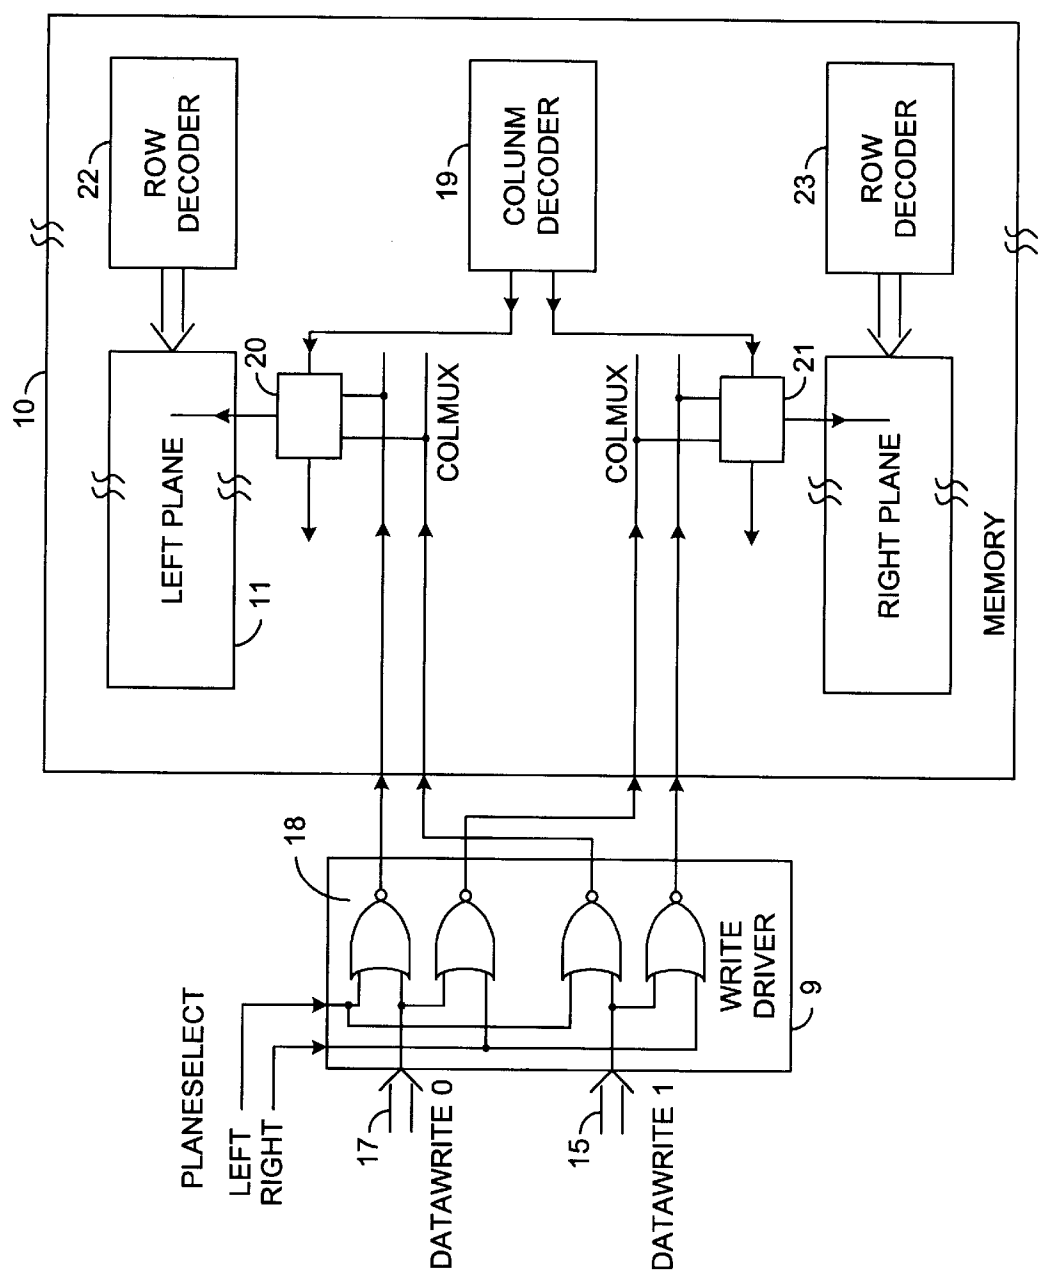 10
22
ROW
DECODER
19
COLUNM
DECODER
23
ROW
DECODER
20
21
LEFT PLANE
11
COLMUX
COLMUX
RIGHT PLANE
MEMORY
18
WRITE
DRIVER
9
PLANESELECT
LEFT
RIGHT
17
DATAWRITE 0
15
DATAWRITE 1